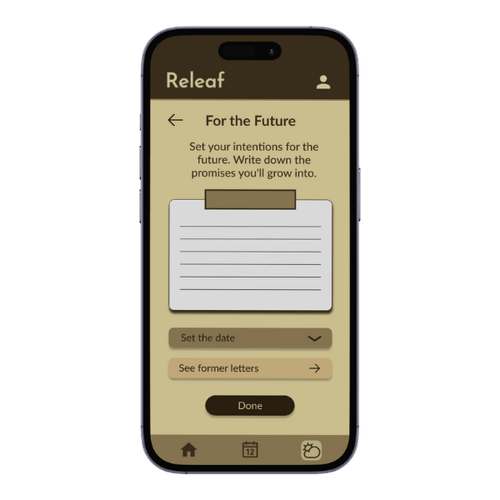 Releaf
For the Future
Set your intentions for the
future. Write down the
promises you'll grow into.
Set the date
See former letters
Done
12